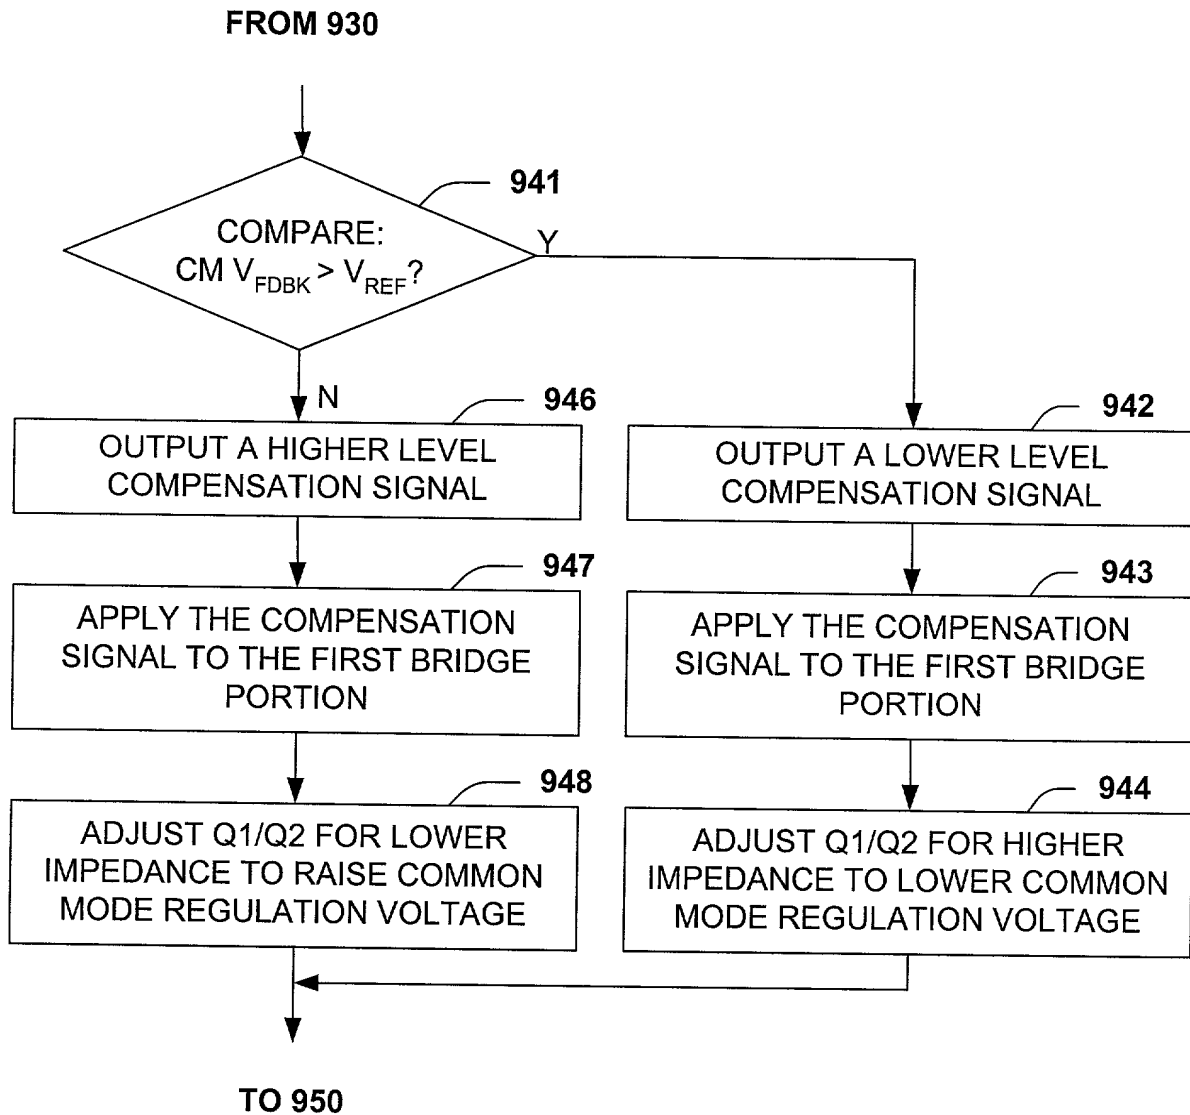 FROM 930
941
COMPARE:
CM V_FDBK > V_REF?
Y
N
946
OUTPUT A HIGHER LEVEL
COMPENSATION SIGNAL
947
APPLY THE COMPENSATION
SIGNAL TO THE FIRST BRIDGE
PORTION
948
ADJUST Q1/Q2 FOR LOWER
IMPEDANCE TO RAISE COMMON
MODE REGULATION VOLTAGE
942
OUTPUT A LOWER LEVEL
COMPENSATION SIGNAL
943
APPLY THE COMPENSATION
SIGNAL TO THE FIRST BRIDGE
PORTION
944
ADJUST Q1/Q2 FOR HIGHER
IMPEDANCE TO LOWER COMMON
MODE REGULATION VOLTAGE
TO 950